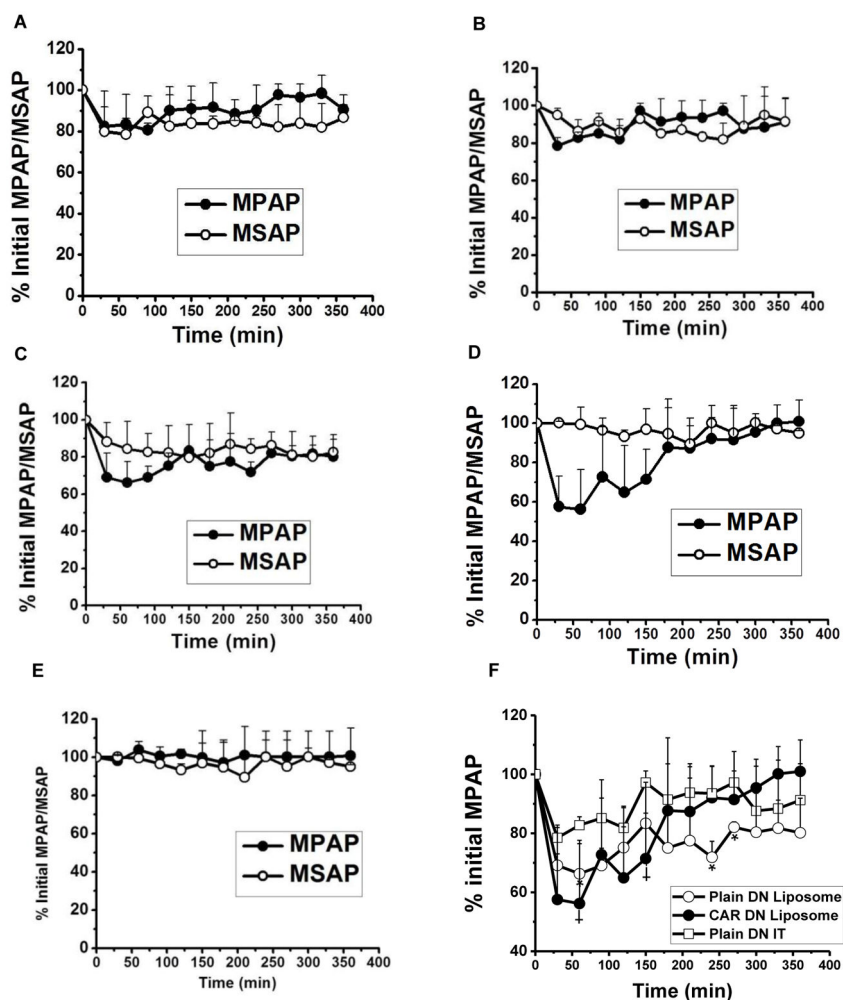 A
% Initial MPAP/MSAP
120
100
80
60
40
20
0
MPAP
MSAP
0 50 100 150 200 250 300 350 400
Time (min)
B
% Initial MPAP/MSAP
120
100
80
60
40
20
0
MPAP
MSAP
0 50 100 150 200 250 300 350 400
Time (min)
C
% Initial MPAP/MSAP
120
100
80
60
40
20
0
MPAP
MSAP
0 50 100 150 200 250 300 350 400
Time (min)
D
% Initial MPAP/MSAP
120
100
80
60
40
20
0
MPAP
MSAP
0 50 100 150 200 250 300 350 400
Time (min)
E
% Initial MPAP/MSAP
120
100
80
60
40
20
0
MPAP
MSAP
0 50 100 150 200 250 300 350 400
Time (min)
F
% initial MPAP
120
100
80
60
40
*
*
*
Plain DN Liposome
CAR DN Liposome
Plain DN IT
0 50 100 150 200 250 300 350 400
Time (min)